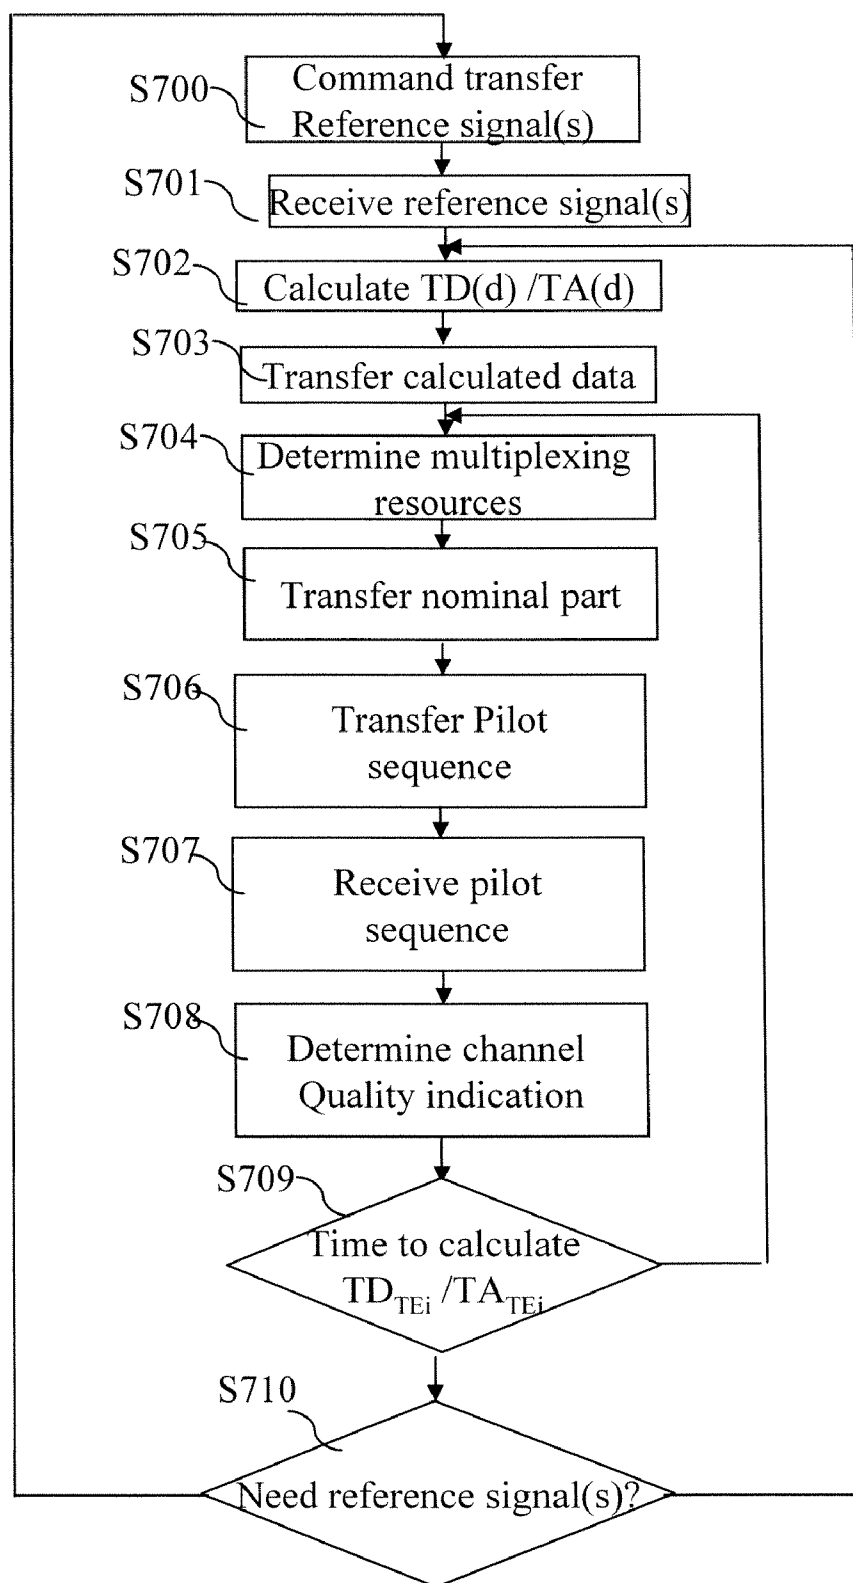 S700
Command transfer
Reference signal(s)
S701
Receive reference signal(s)
S702
Calculate TD(d) /TA(d)
S703
Transfer calculated data
S704
Determine multiplexing
resources
S705
Transfer nominal part
S706
Transfer Pilot
sequence
S707
Receive pilot
sequence
S708
Determine channel
Quality indication
S709
Time to calculate
TD_TEi /TA_TEi
S710
Need reference signal(s)?